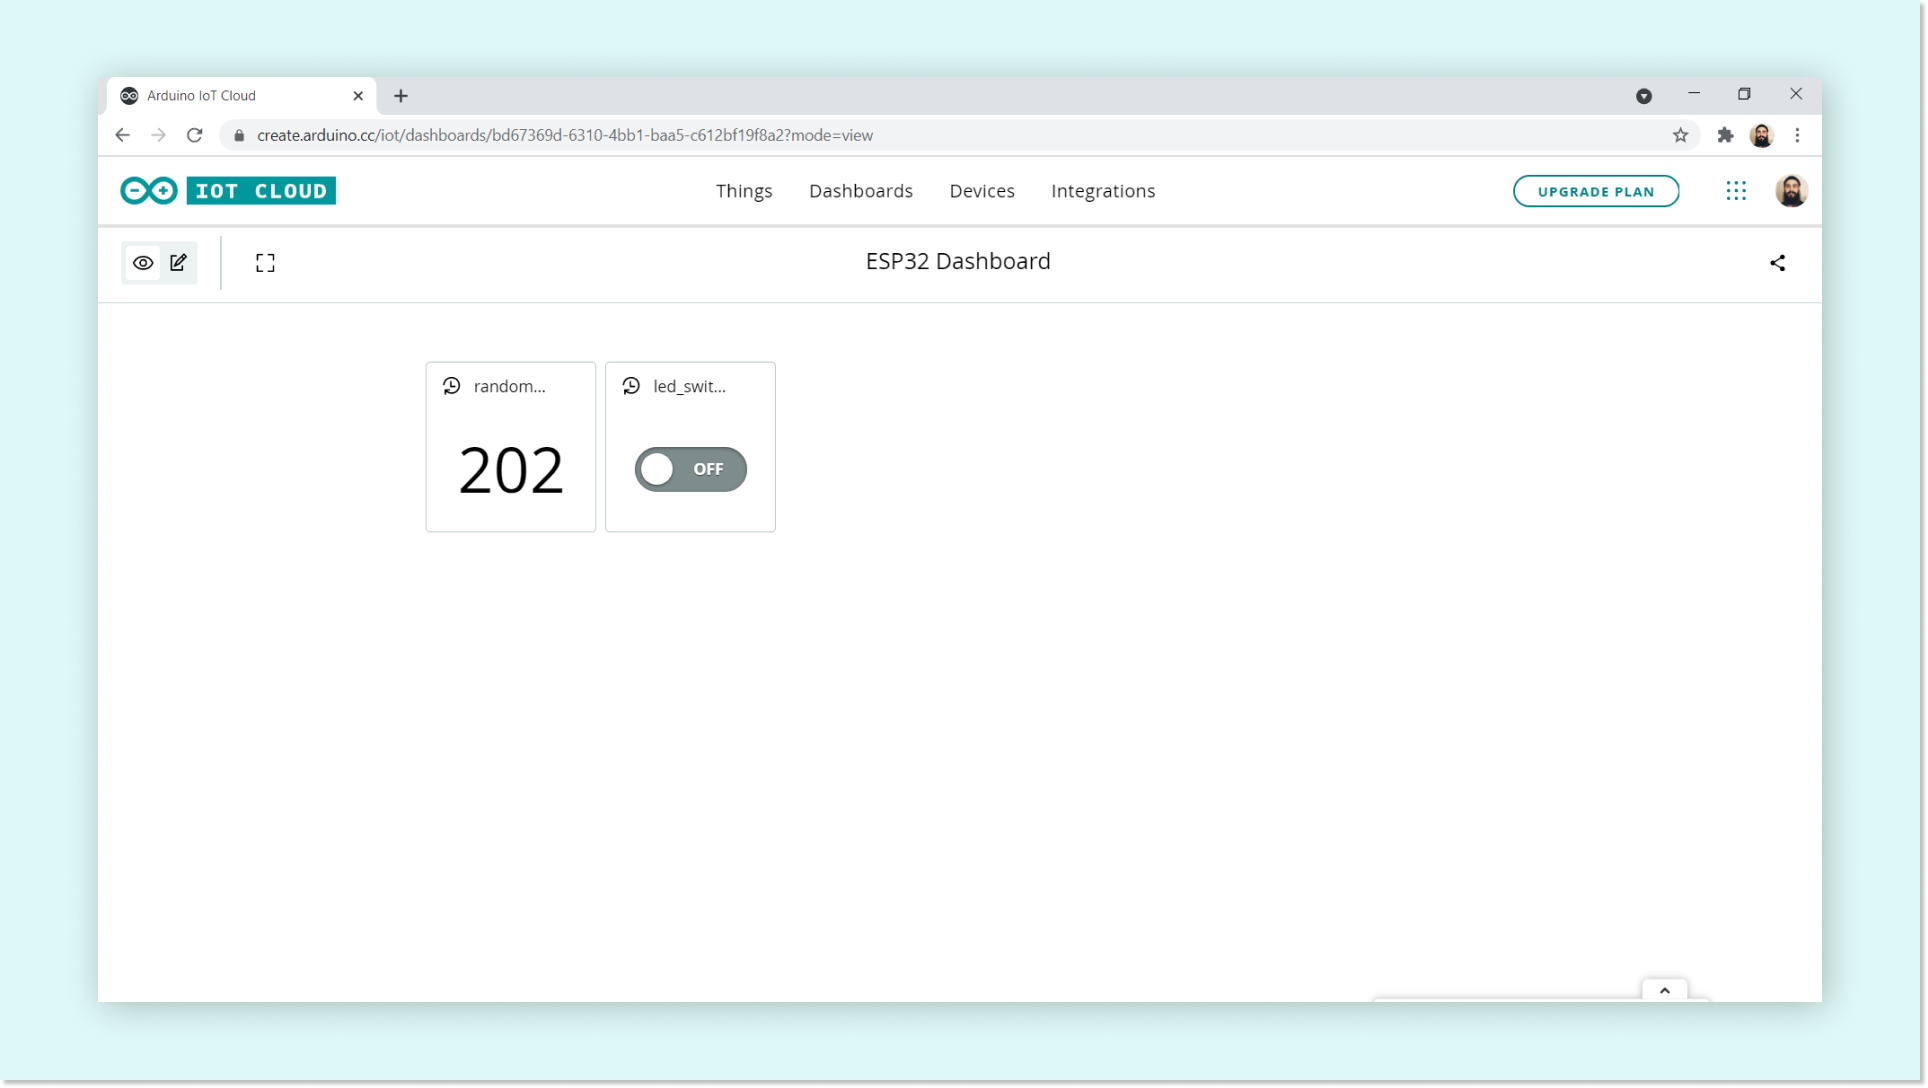 Arduino IoT Cloud
create.arduino.cc/iot/dashboards/bd67369d-6310-4bb1-baa5-c612bf19f8a2?mode=view
IOT CLOUD
Things Dashboards Devices Integrations
UPGRADE PLAN
ESP32 Dashboard
random... led_swit...
202 OFF